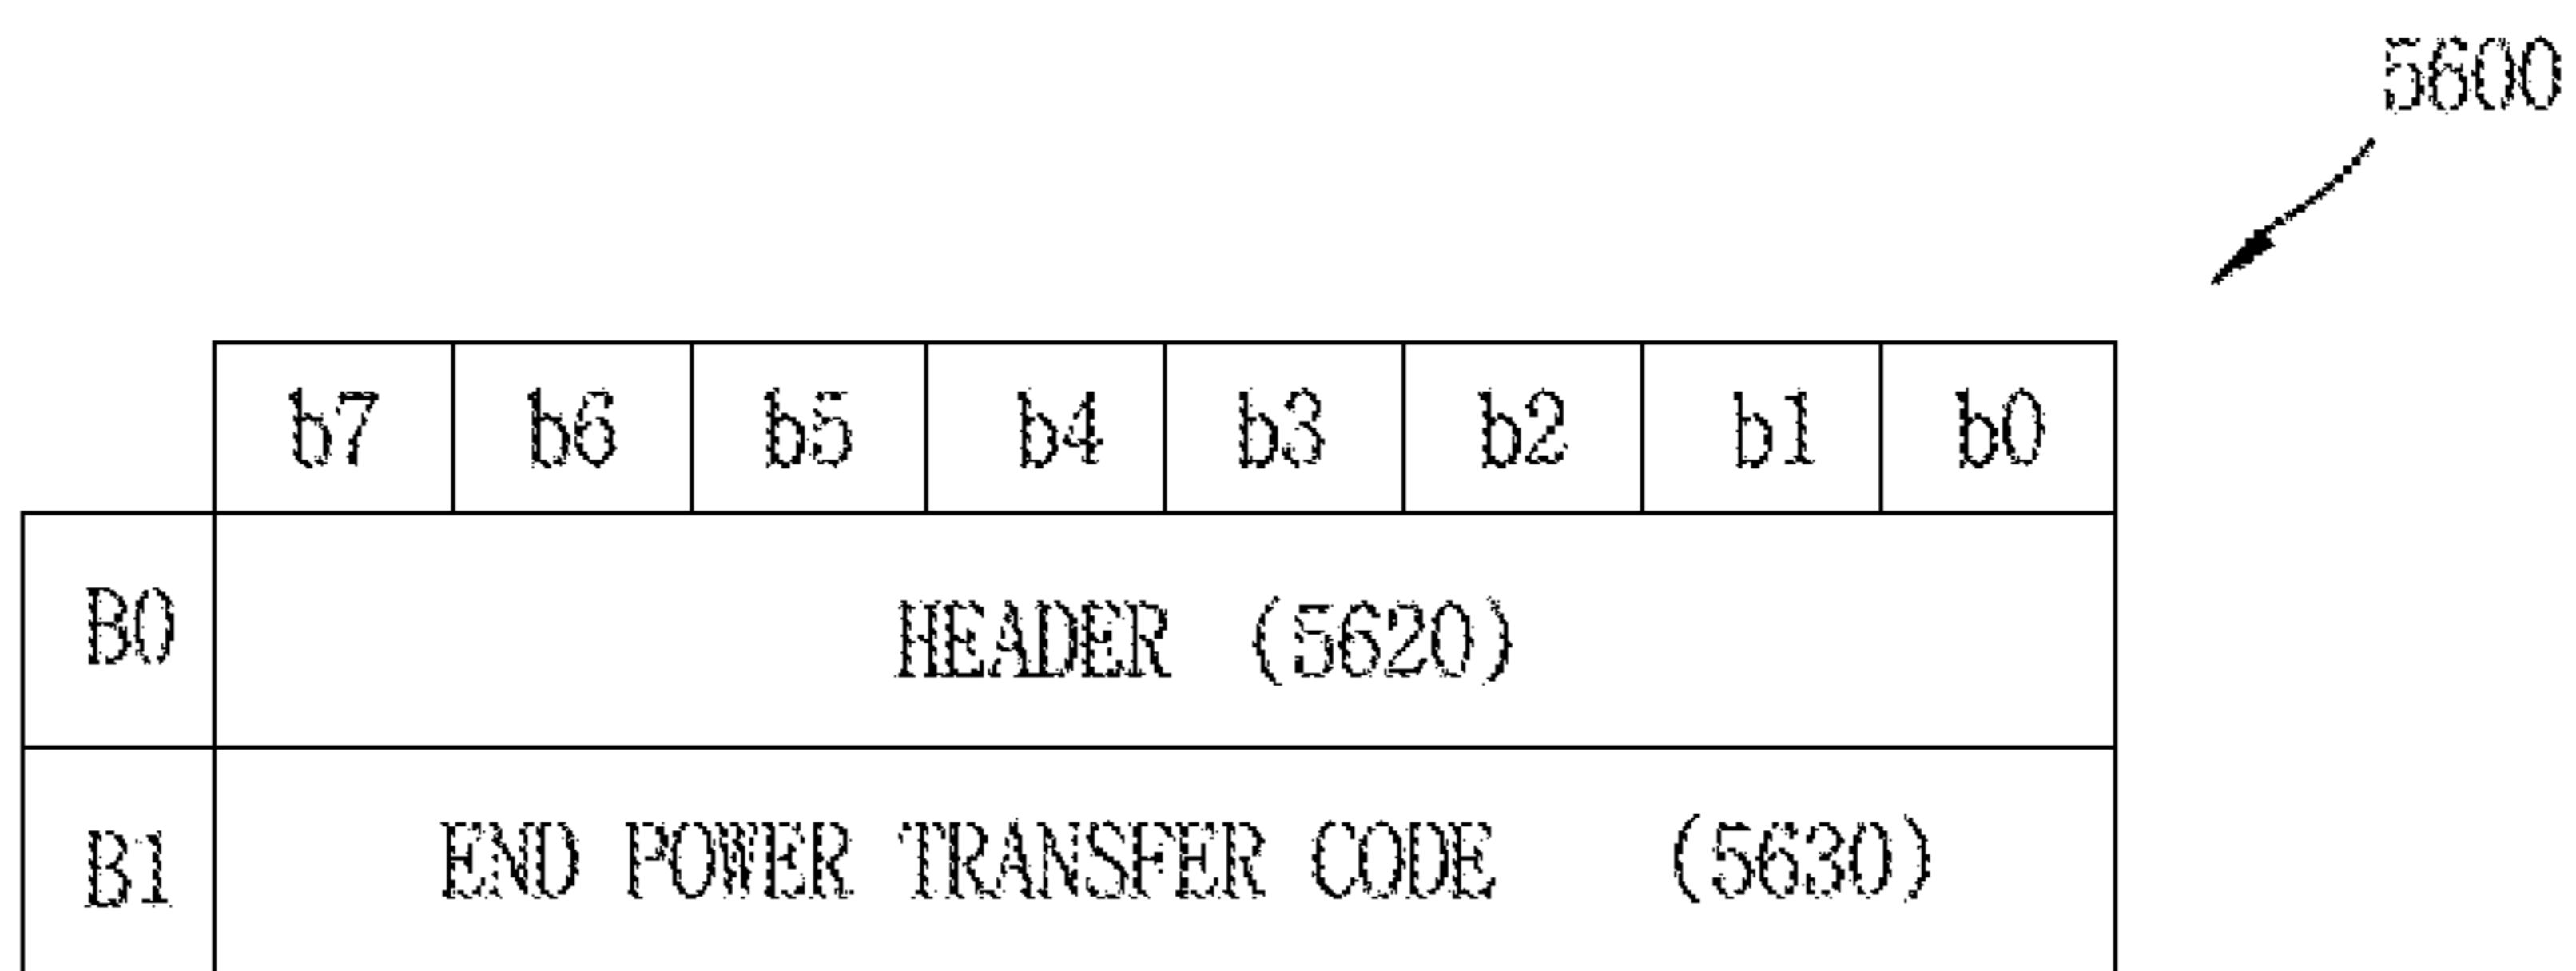 5600
b7 b6 b5 b4 b3 b2 b1 b0
B0 HEADER (5620)
B1 END POWER TRANSFER CODE (5630)